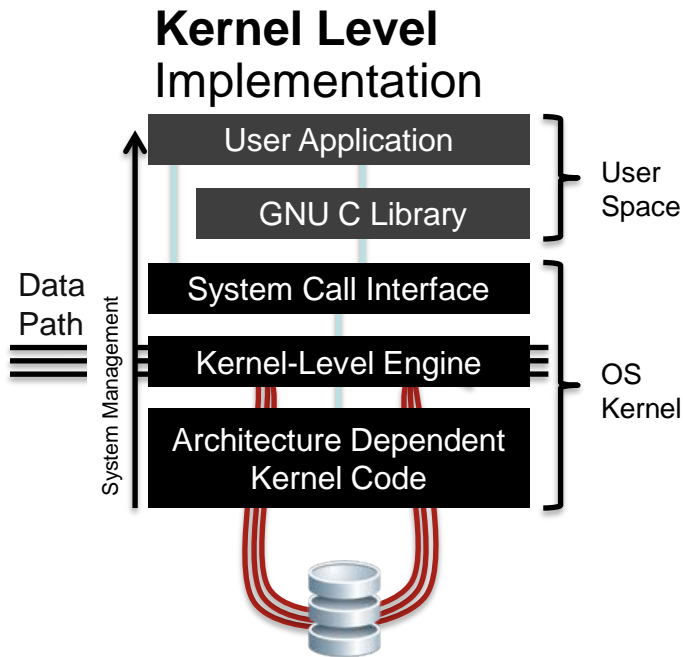 Kernel Level
Implementation
User Application
GNU C Library
User
Space
System Call Interface
Data
Path
System Management
Kernel-Level Engine
OS
Kernel
Architecture Dependent
Kernel Code